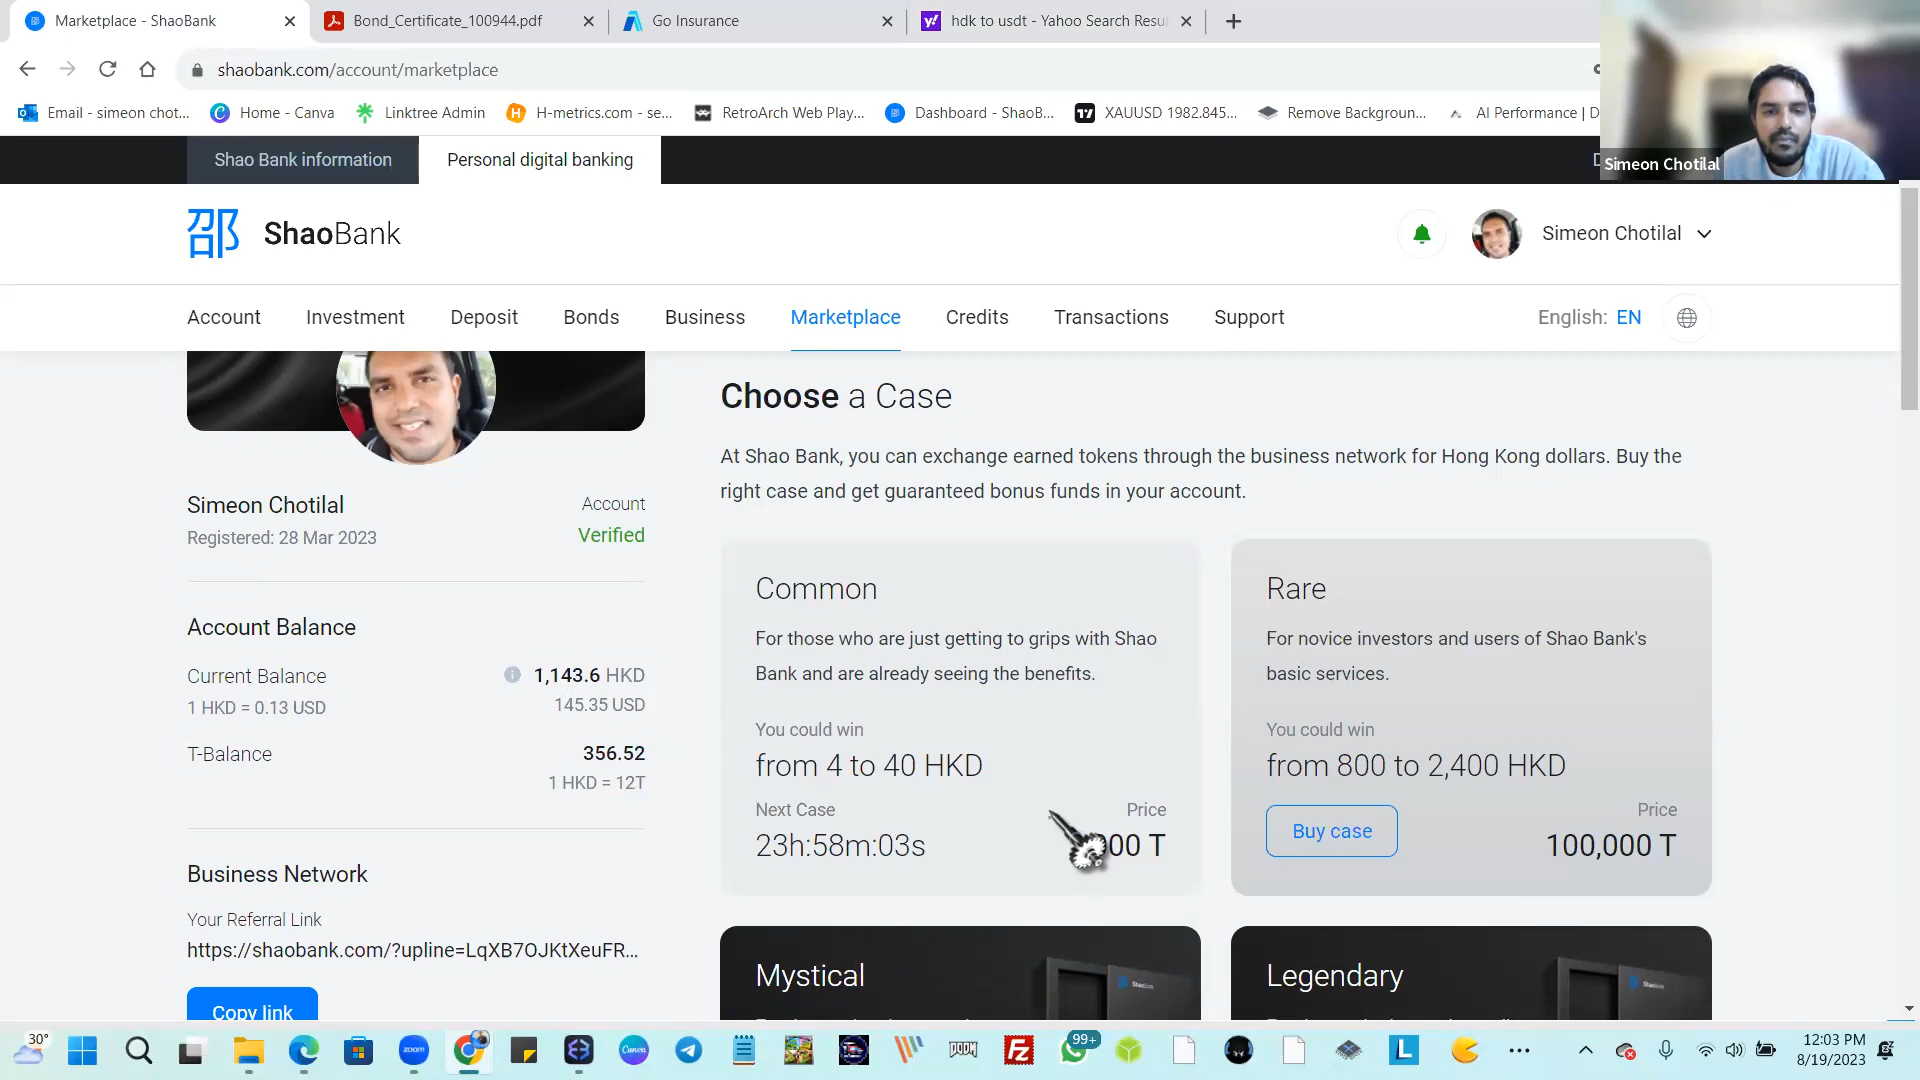 Marketplace - ShaoBank
Bond_Certificate_100944.pdf
Go Insurance
hdk to usdt - Yahoo Search Resu
shaobank.com/account/marketplace
Email - simeon chot...
Home - Canva
Linktree Admin
H-metrics.com - se...
RetroArch Web Play...
Dashboard - ShaoB...
XAUUSD 1982.845...
Remove Backgroun...
AI Performance | D
Simeon Chotilal
Shao Bank information
Personal digital banking
邵
ShaoBank
Simeon Chotilal
Account
Investment
Deposit
Bonds
Business
Marketplace
Credits
Transactions
Support
English: EN
Simeon Chotilal
Account
Registered: 28 Mar 2023
Verified
Account Balance
Current Balance
1,143.6 HKD
1 HKD = 0.13 USD
145.35 USD
T-Balance
356.52
1 HKD = 12T
Business Network
Your Referral Link
https://shaobank.com/?upline=LqXB7OJKtXeuFR...
Copy link
Choose a Case
At Shao Bank, you can exchange earned tokens through the business network for Hong Kong dollars. Buy the
right case and get guaranteed bonus funds in your account.
Common
For those who are just getting to grips with Shao
Bank and are already seeing the benefits.
You could win
from 4 to 40 HKD
Next Case
Price
23h:58m:03s
00 T
Rare
For novice investors and users of Shao Bank's
basic services.
You could win
from 800 to 2,400 HKD
Buy case
Price
100,000 T
Mystical
ShaoBank
Legendary
ShaoBank
30°
zoom
Canva
DOOM
99+
12:03 PM
8/19/2023